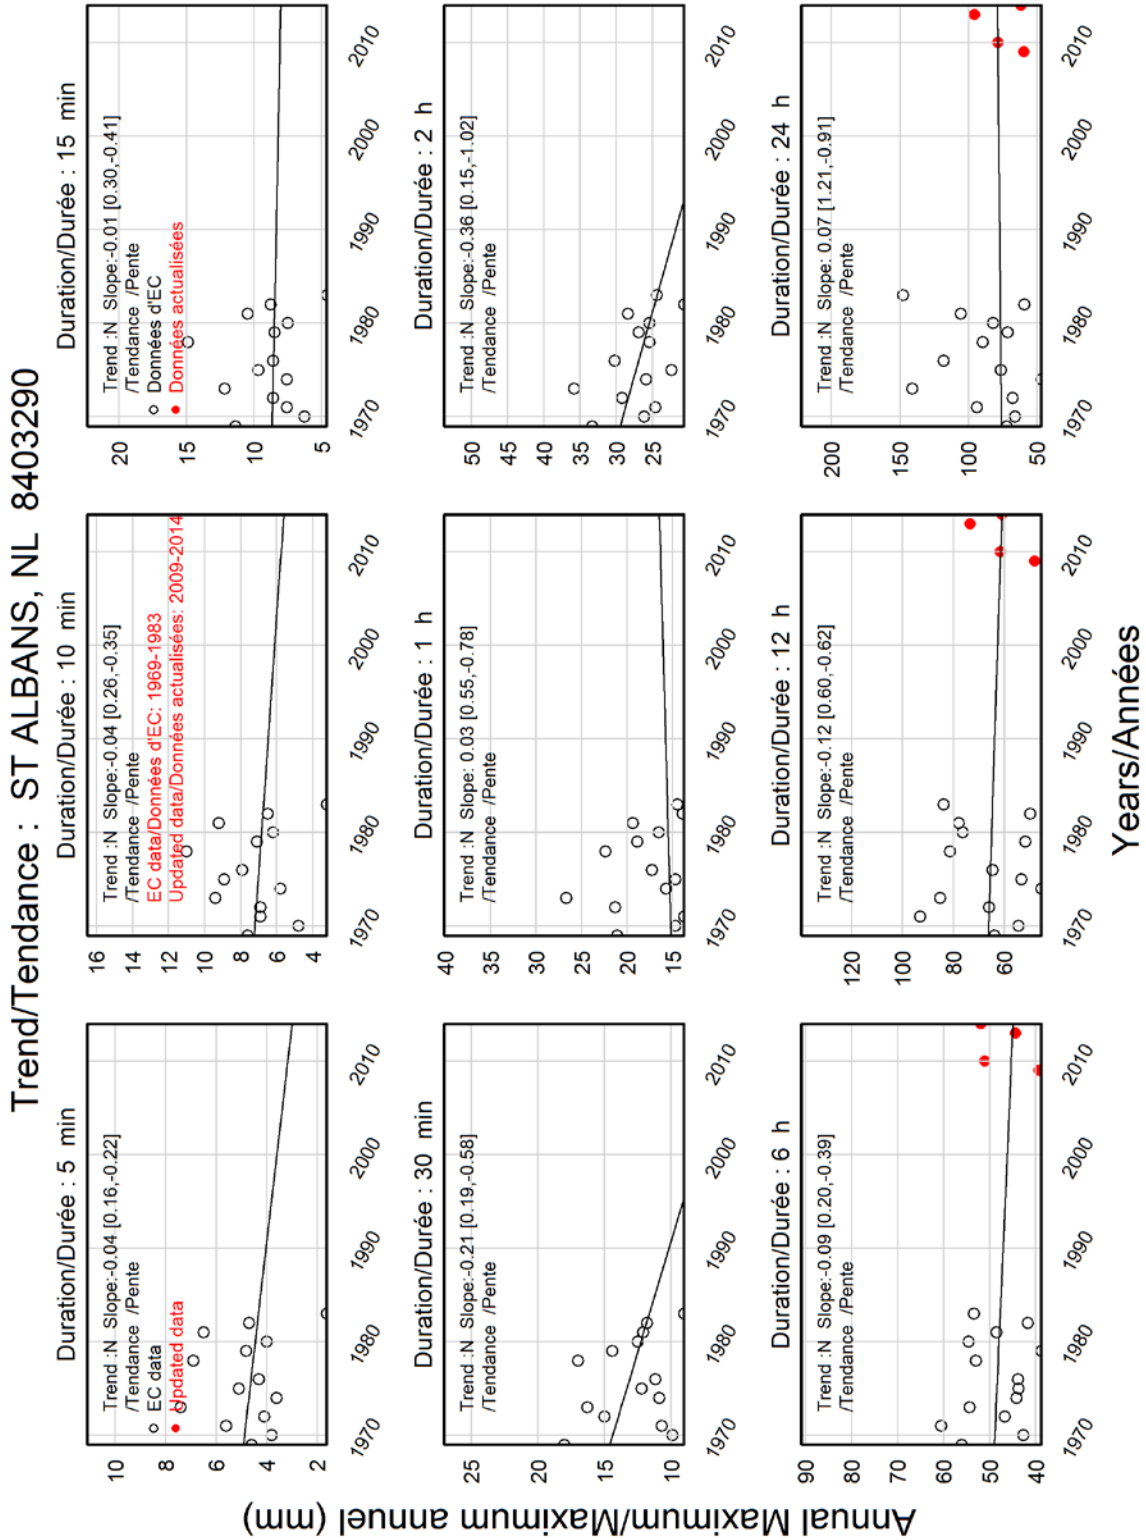 Trend/Tendance : ST ALBANS, NL 8403290
Duration/Durée : 5 min
Trend :N Slope:-0.04 [0.16,-0.22]
/Tendance /Pente
EC data
Updated data
10
8
6
4
2
1970
1980
1990
2000
2010
Duration/Durée : 10 min
Trend :N Slope:-0.04 [0.26,-0.35]
/Tendance /Pente
EC data/Données d'EC: 1969-1983
Updated data/Données actualisées: 2009-2014
16
14
12
10
8
6
4
1970
1980
1990
2000
2010
Duration/Durée : 15 min
Trend :N Slope:-0.01 [0.30,-0.41]
/Tendance /Pente
Données d'EC
Données actualisées
20
15
10
5
1970
1980
1990
2000
2010
Duration/Durée : 30 min
Trend :N Slope:-0.21 [0.19,-0.58]
/Tendance /Pente
25
20
15
10
1970
1980
1990
2000
2010
Duration/Durée : 1 h
Trend :N Slope: 0.03 [0.55,-0.78]
/Tendance /Pente
40
35
30
25
20
15
1970
1980
1990
2000
2010
Duration/Durée : 2 h
Trend :N Slope:-0.36 [0.15,-1.02]
/Tendance /Pente
50
45
40
35
30
25
1970
1980
1990
2000
2010
Duration/Durée : 6 h
Trend :N Slope:-0.09 [0.20,-0.39]
/Tendance /Pente
90
80
70
60
50
40
1970
1980
1990
2000
2010
Duration/Durée : 12 h
Trend :N Slope:-0.12 [0.60,-0.62]
/Tendance /Pente
120
100
80
60
1970
1980
1990
2000
2010
Duration/Durée : 24 h
Trend :N Slope: 0.07 [1.21,-0.91]
/Tendance /Pente
200
150
100
50
1970
1980
1990
2000
2010
Annual Maximum/Maximum annuel (mm)
Years/Années